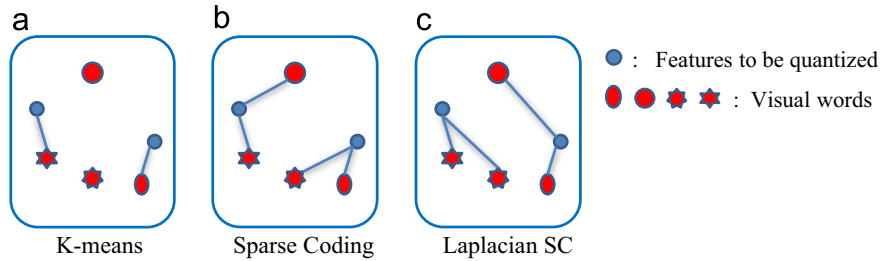 a
b
c
: Features to be quantized
: Visual words
K-means
Sparse Coding
Laplacian SC